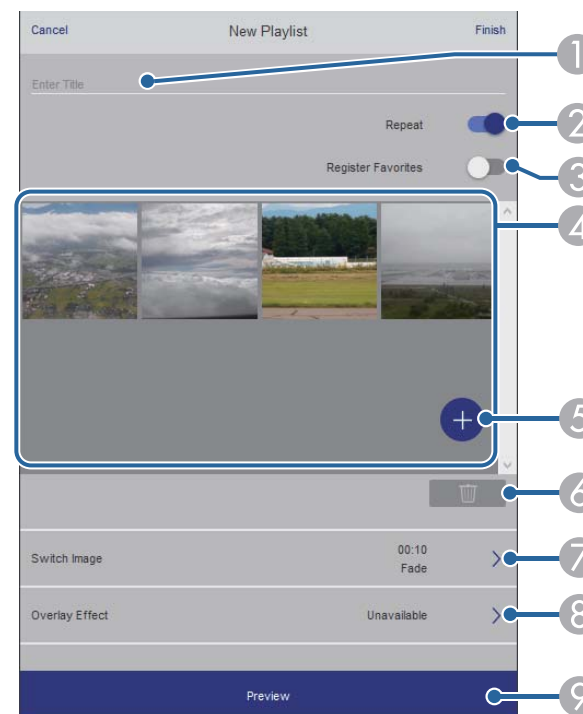 Cancel New Playlist Finish
1
Enter Title
Repeat 2
Register Favorites 3
4
5
6
00:10
Switch Image 7
Fade
Overlay Effect Unavailable 8
Preview 9